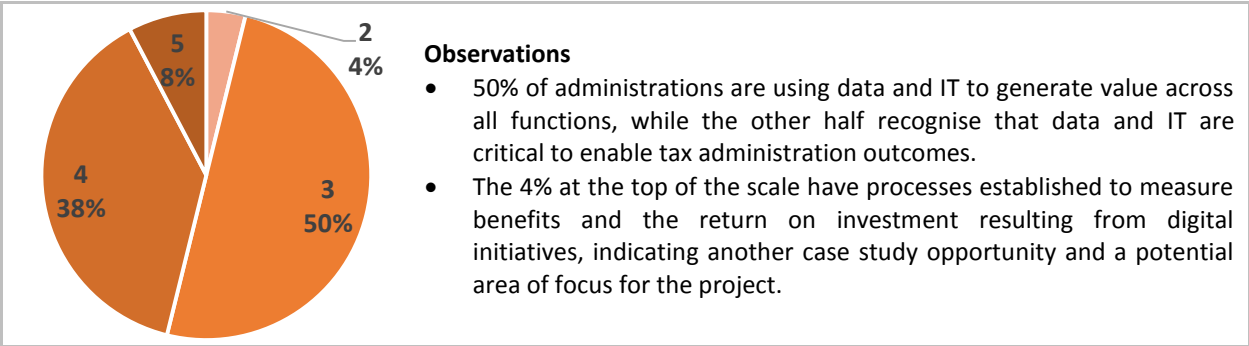 2
4%
5
8%
4
38%
3
50%
Observations
• 50% of administrations are using data and IT to generate value across
all functions, while the other half recognise that data and IT are
critical to enable tax administration outcomes.
• The 4% at the top of the scale have processes established to measure
benefits and the return on investment resulting from digital
initiatives, indicating another case study opportunity and a potential
area of focus for the project.